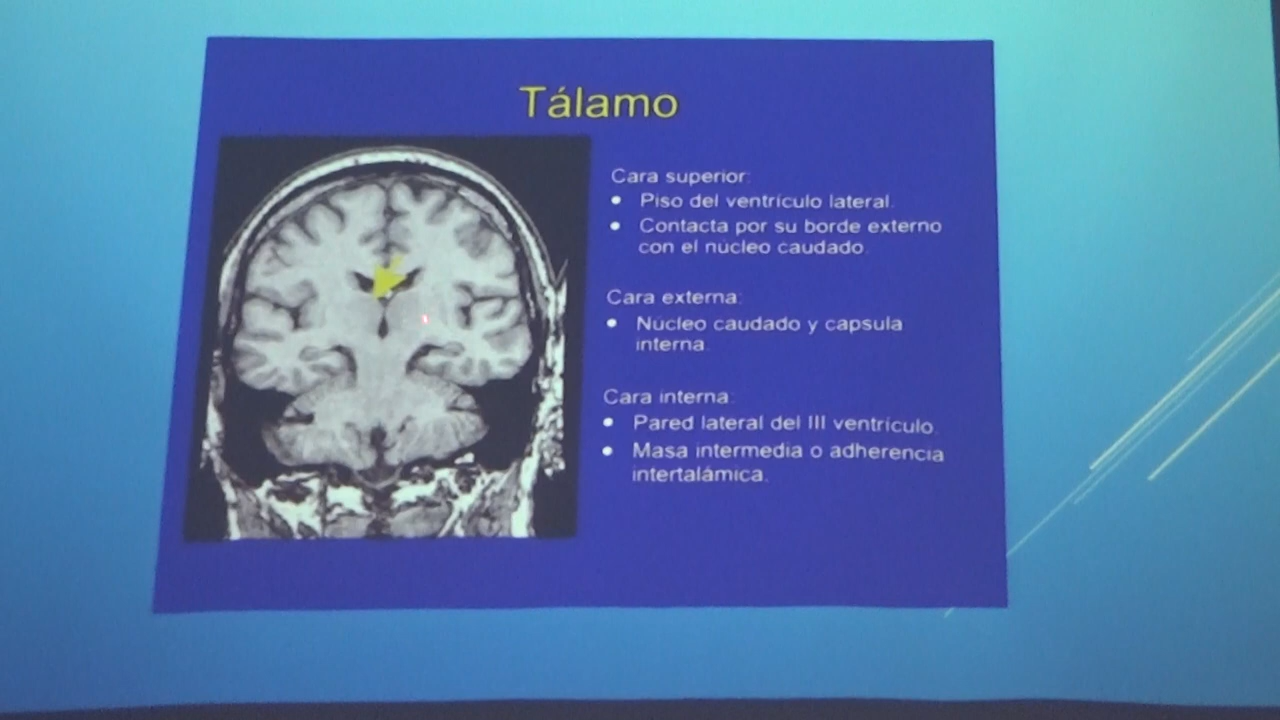 Tálamo
Cara superior:
• Piso del ventrículo lateral.
• Contacta por su borde externo
con el nucleo caudado.
Cara externa:
• Núcleo caudado y capsula
interna.
Cara interna:
• Pared lateral del III ventrículo.
• Masa intermedia o adherencia
intertalámica.